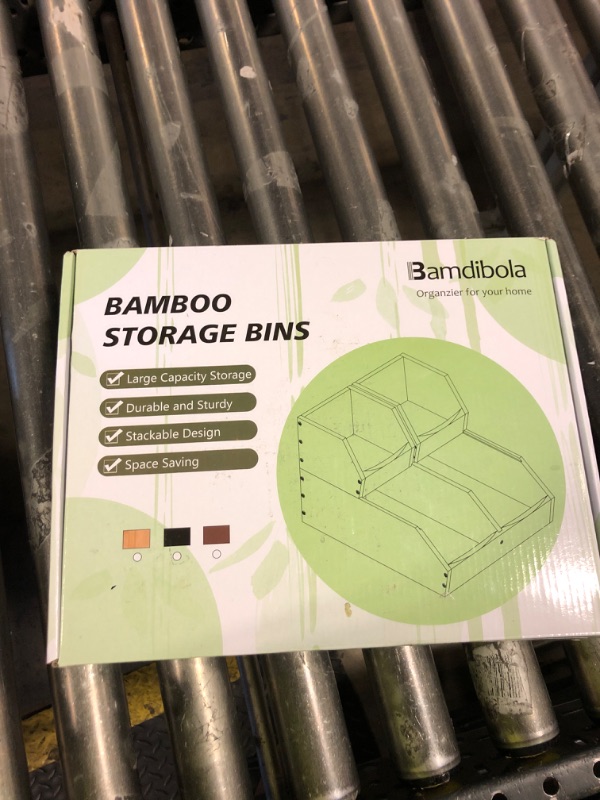 Bamdibola
Organzier for your home
BAMBOO
STORAGE BINS
Large Capacity Storage
Durable and Sturdy
Stackable Design
Space Saving